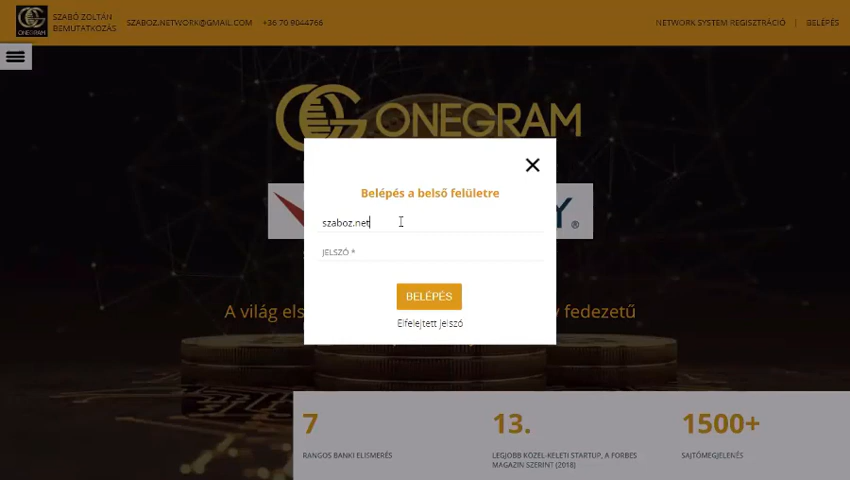 ONEGRAM
SZABÓ ZOLTÁN
BEMUTATKOZÁS
SZABOZ.NETWORK@GMAIL.COM
+36 70 9044766
NETWORK SYSTEM REGISZTRÁCIÓ | BELÉPÉS
ONEGRAM
Belépés a belső felületre
szaboz.net
JELSZÓ *
BELÉPÉS
Elfelejtett jelszó
A világ els
fedezetű
7
RANGOS BANKI ELISMERÉS
13.
LEGJOBB KÖZEL-KELETI STARTUP, A FORBES
MAGAZIN SZERINT (2018)
1500+
SAJTÓMEGJELENÉS